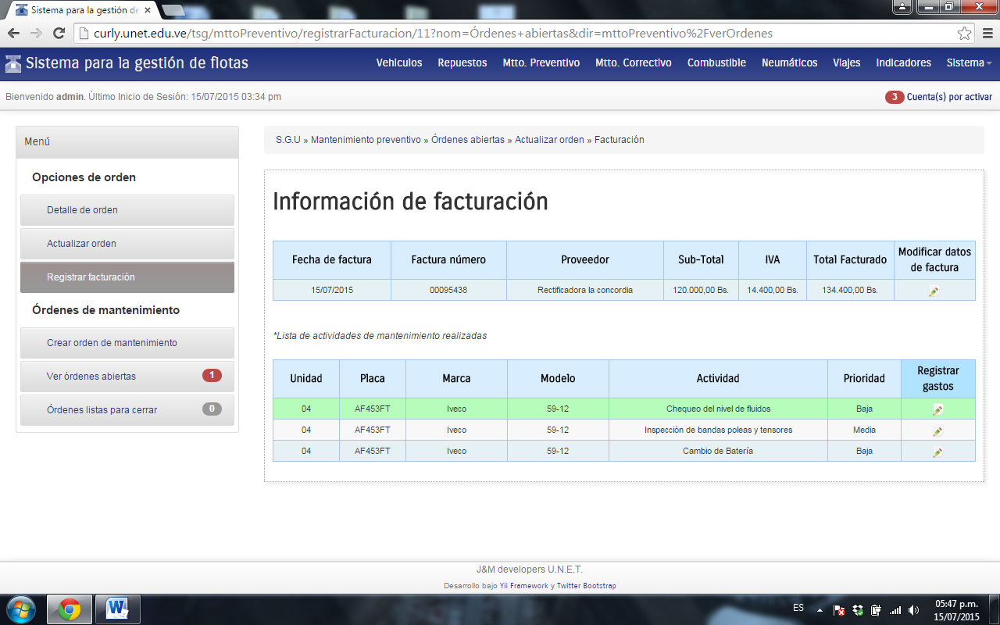 Sistema para la gestión de
curly.unet.edu.ve/tsg/mttoPreventivo/registrarFacturacion/11?nom=Órdenes+abiertas&dir=mttoPreventivo%2FverOrdenes
Sistema para la gestión de flotas Vehiculos Repuestos Mtto. Preventivo Mtto. Correctivo Combustible Neumáticos Viajes Indicadores Sistema
Bienvenido admin. Último Inicio de Sesión: 15/07/2015 03:34 pm 3 Cuenta(s) por activar
Menú
Opciones de orden
Detalle de orden
Actualizar orden
Registrar facturación
Órdenes de mantenimiento
Crear orden de mantenimiento
Ver órdenes abiertas 1
Órdenes listas para cerrar 0
S.G.U » Mantenimiento preventivo » Órdenes abiertas » Actualizar orden » Facturación
Información de facturación
Fecha de factura Factura número Proveedor Sub-Total IVA Total Facturado Modificar datos de factura
15/07/2015 00095438 Rectificadora la concordia 120.000,00 Bs. 14.400,00 Bs. 134.400,00 Bs.
*Lista de actividades de mantenimiento realizadas
Unidad Placa Marca Modelo Actividad Prioridad Registrar gastos
04 AF453FT Iveco 59-12 Chequeo del nivel de fluidos Baja
04 AF453FT Iveco 59-12 Inspección de bandas poleas y tensores Media
04 AF453FT Iveco 59-12 Cambio de Batería Baja
J&M developers U.N.E.T.
Desarrollo bajo Yii Framework y Twitter Bootstrap
ES 05:47 p.m.
15/07/2015